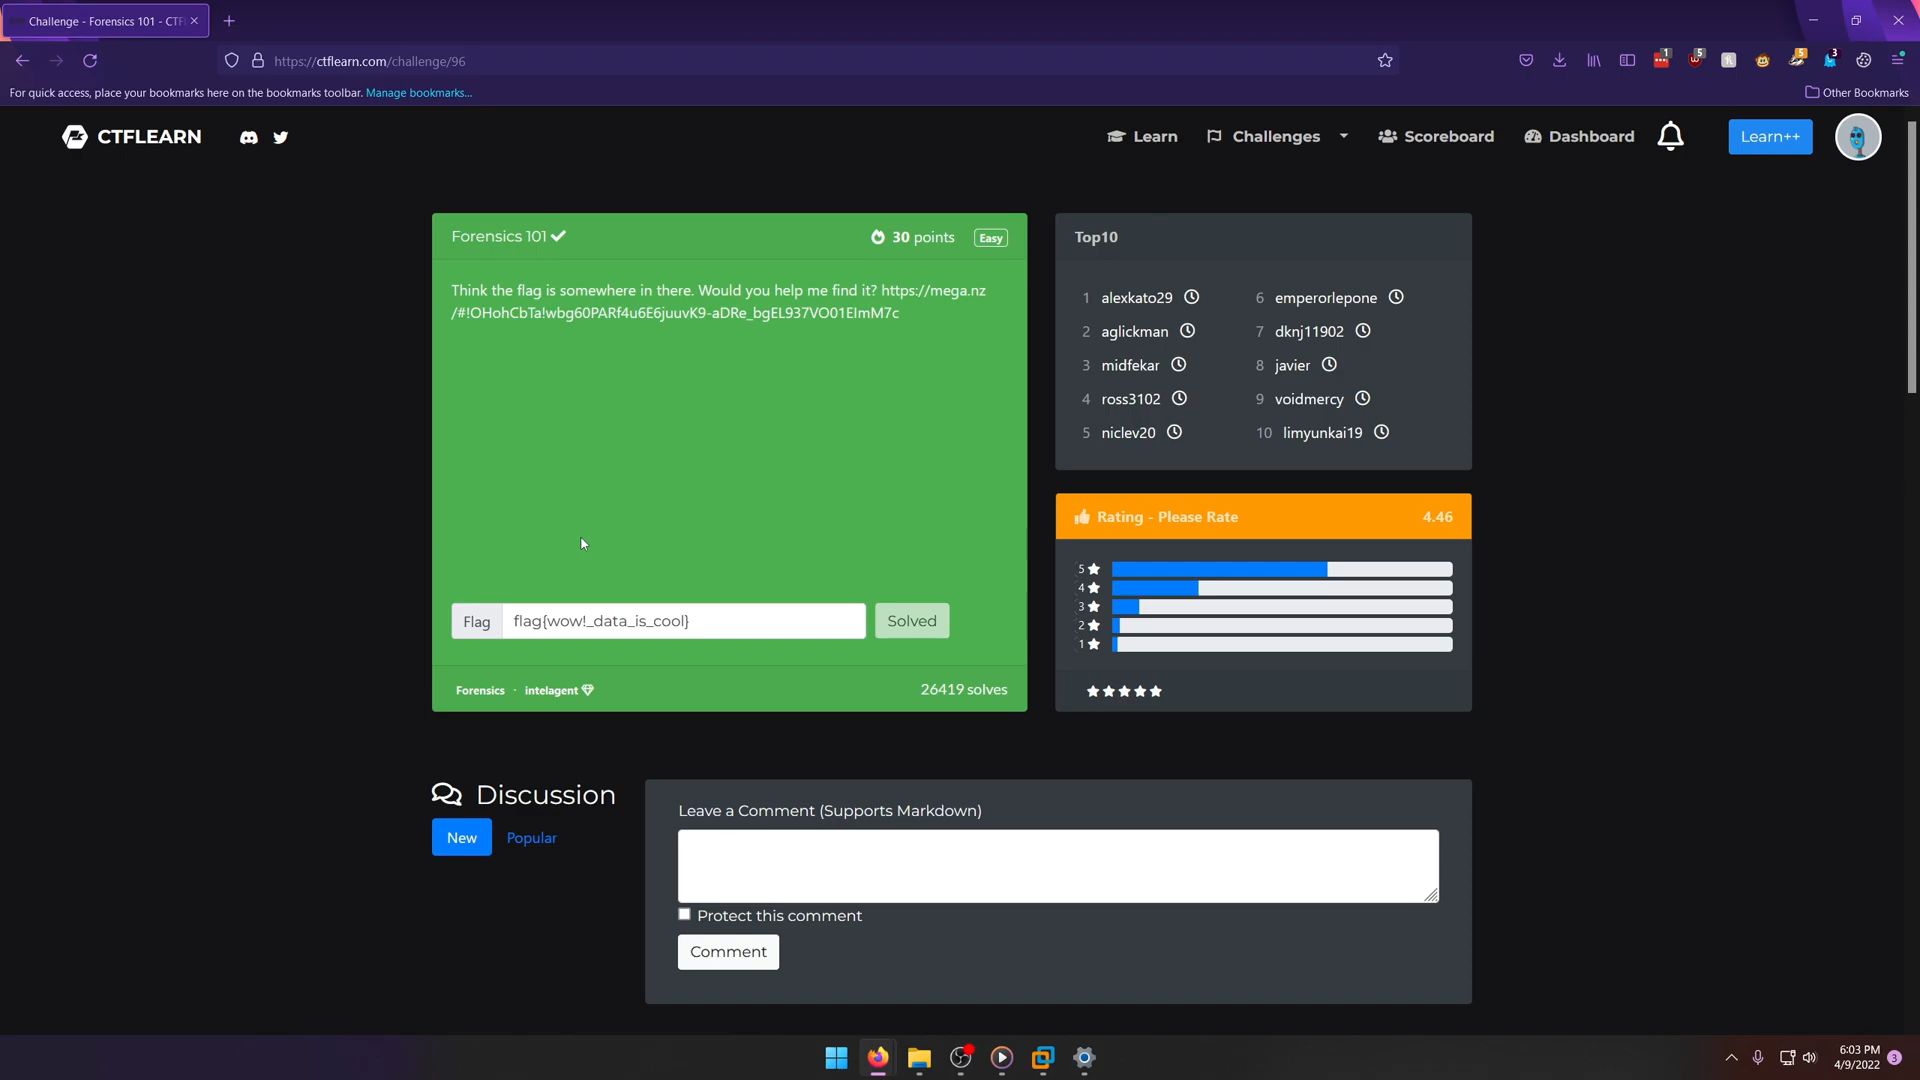 Challenge - Forensics 101 - CTF
https://ctflearn.com/challenge/96
1
5
5
3
For quick access, place your bookmarks here on the bookmarks toolbar. Manage bookmarks...
Other Bookmarks
CTFLEARN
Learn
Challenges
Scoreboard
Dashboard
Learn++
Forensics 101
30 points
Easy
Think the flag is somewhere in there. Would you help me find it? https://mega.nz
/#!OHohCbTa!wbg60PARf4u6E6juuvK9-aDRe_bgEL937VO01EImM7c
Flag
flag{wow!_data_is_cool}
Solved
Forensics · intelagent
26419 solves
Top10
1 alexkato29
6 emperorlepone
2 aglickman
7 dknj11902
3 midfekar
8 javier
4 ross3102
9 voidmercy
5 niclev20
10 limyunkai19
Rating - Please Rate
4.46
5
4
3
2
1
Discussion
New
Popular
Leave a Comment (Supports Markdown)
Protect this comment
Comment
6:03 PM
4/9/2022
3